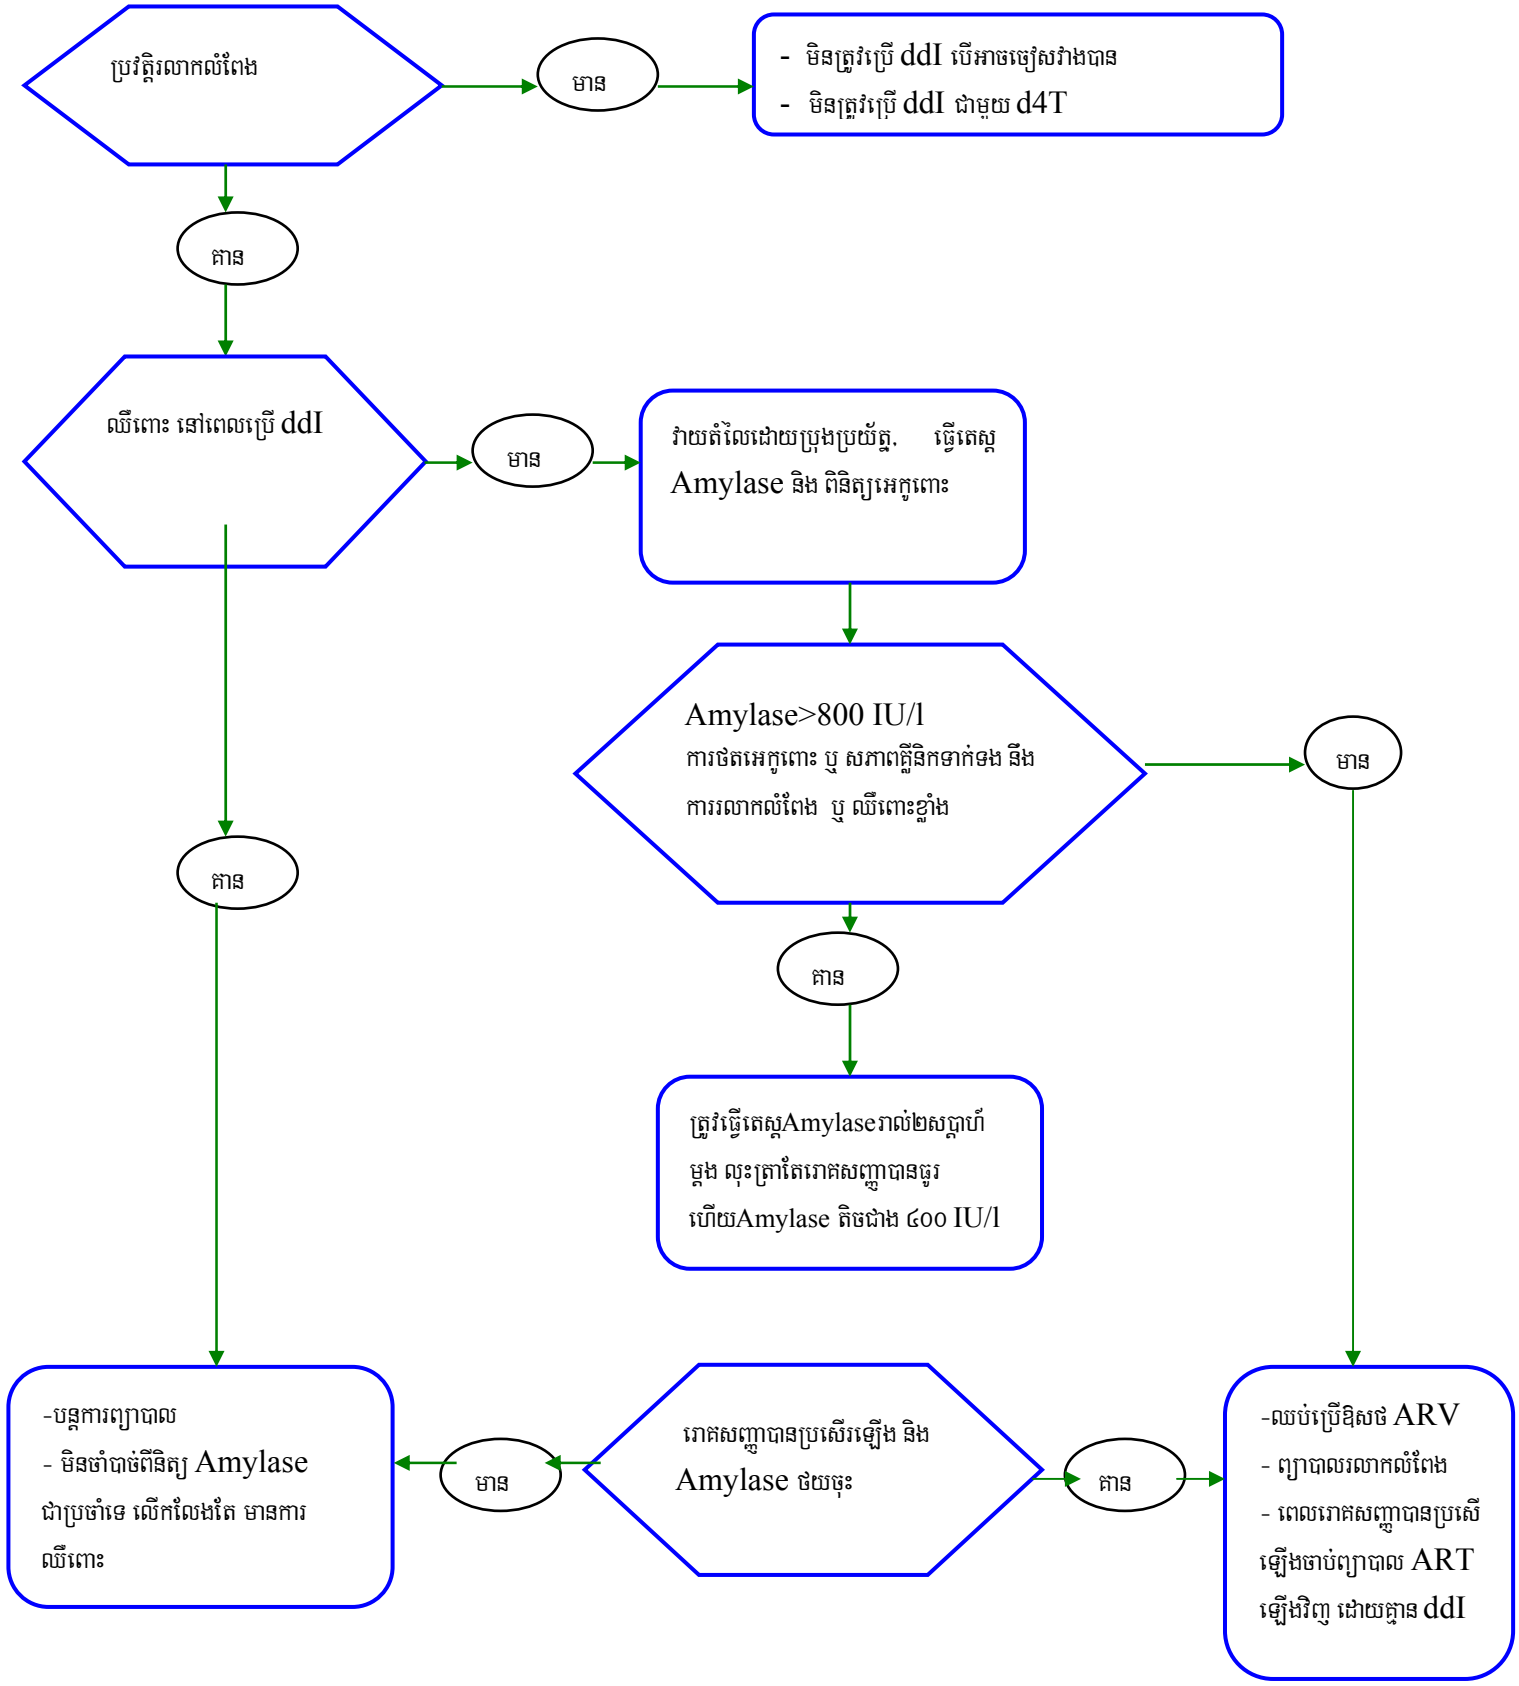 ប្រវត្តិរលាកលំពែង
មាន
- មិនត្រូវប្រើ ddI បើអាចចៀសវាងបាន
- មិនត្រូវប្រើ ddI ជាមួយ d4T
គាន
ឈឺពោះ នៅពេលប្រើ ddI
មាន
វាយតំលៃដោយប្រុងប្រយ័ត្ន. ធ្វើតេស្ត
Amylase និង ពិនិត្យអេកូពោះ
Amylase>800 IU/l
ការថតអេកូពោះ ឬ សភាពគ្លីនិកទាក់ទង នឹង
ការរលាកលំពែង ឬ ឈឺពោះខ្លាំង
មាន
គាន
គាន
ត្រូវធ្វើតេស្តAmylaseរាល់២សប្តាហ៍
ម្តង លុះត្រាតែរោគសញ្ញាបានធូរ
ហើយAmylase តិចជាង ៤០០ IU/l
-បន្តការព្យាបាល
- មិនចាំបាច់ពីនិត្យ Amylase
ជាប្រចាំទេ លើកលែងតែ មានការ
ឈឺពោះ
មាន
រោគសញ្ញាបានប្រសើរឡើង និង
Amylase ថយចុះ
គាន
-ឈប់ប្រើឱសថ ARV
- ព្យាបាលរលាកលំពែង
- ពេលរោគសញ្ញាបានប្រសើ
ឡើងចាប់ព្យាបាល ART
ឡើងវិញ ដោយគ្មាន ddI